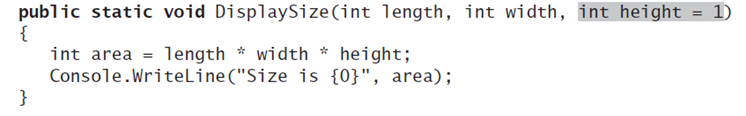 public static void DisplaySize(int length, int width, int height = 1)
{
   int area = length * width * height;
   Console.WriteLine("Size is {0}", area);
}